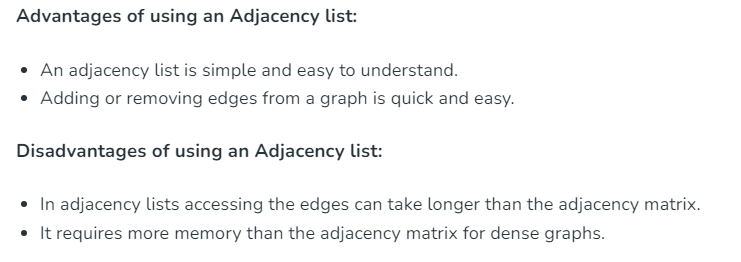 Advantages of using an Adjacency list:
• An adjacency list is simple and easy to understand.
• Adding or removing edges from a graph is quick and easy.
Disadvantages of using an Adjacency list:
• In adjacency lists accessing the edges can take longer than the adjacency matrix.
• It requires more memory than the adjacency matrix for dense graphs.